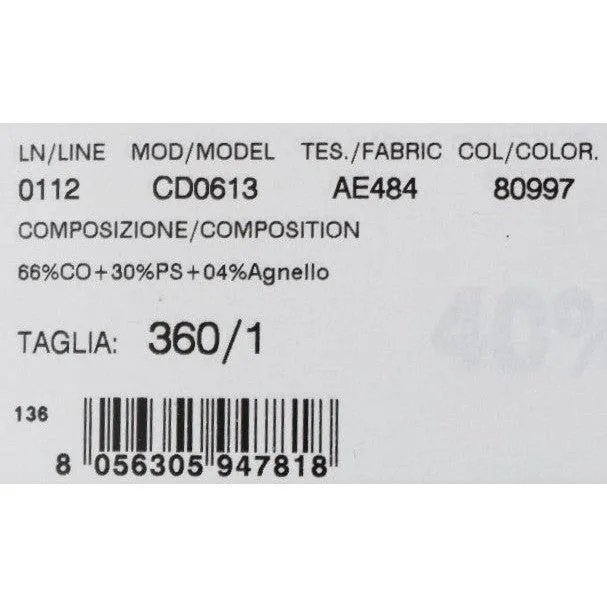 LN/LINE MOD/MODEL TES./FABRIC COL/COLOR.
0112 CD0613 AE484 80997
COMPOSIZIONE/COMPOSITION
66%CO+30%PS+04%Agnello
40%
TAGLIA: 360/1
136
8 056305 947818